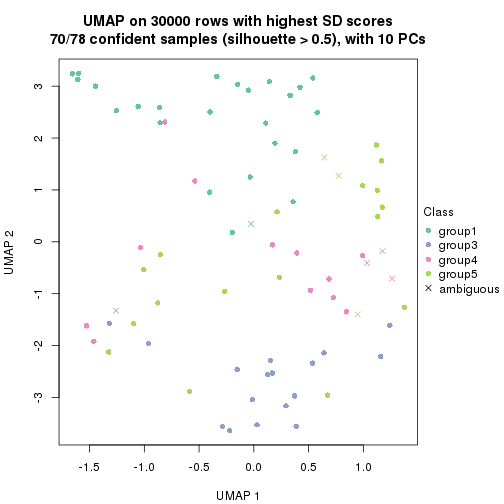 UMAP on 30000 rows with highest SD scores
70/78 confident samples (silhouette > 0.5), with 10 PCs
3
2
1
0
-1
-2
-3
UMAP 2
-1.5
-1.0
-0.5
0.0
0.5
1.0
UMAP 1
Class
group1
group3
group4
group5
ambiguous